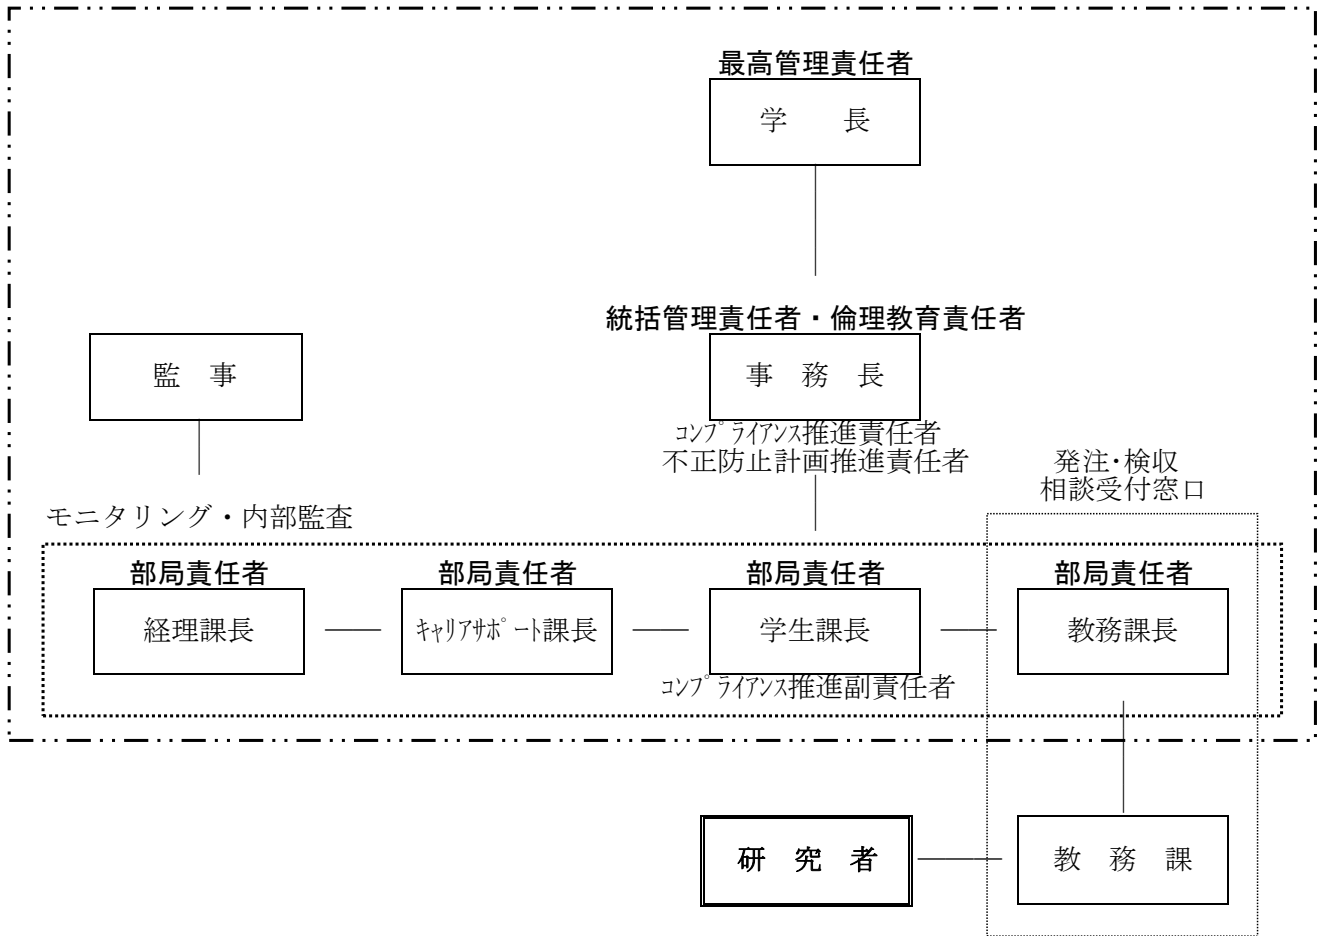 最高管理責任者
学　　長
統括管理責任者・倫理教育責任者
監　事
事　務　長
ｺﾝﾌﾟﾗｲｱﾝｽ推進責任者
不正防止計画推進責任者
発注･検収
相談受付窓口
モニタリング・内部監査
部局責任者
部局責任者
部局責任者
部局責任者
経理課長
ｷｬﾘｱｻﾎﾟｰﾄ課長
学生課長
教務課長
ｺﾝﾌﾟﾗｲｱﾝｽ推進副責任者
研　究　者
教　務　課